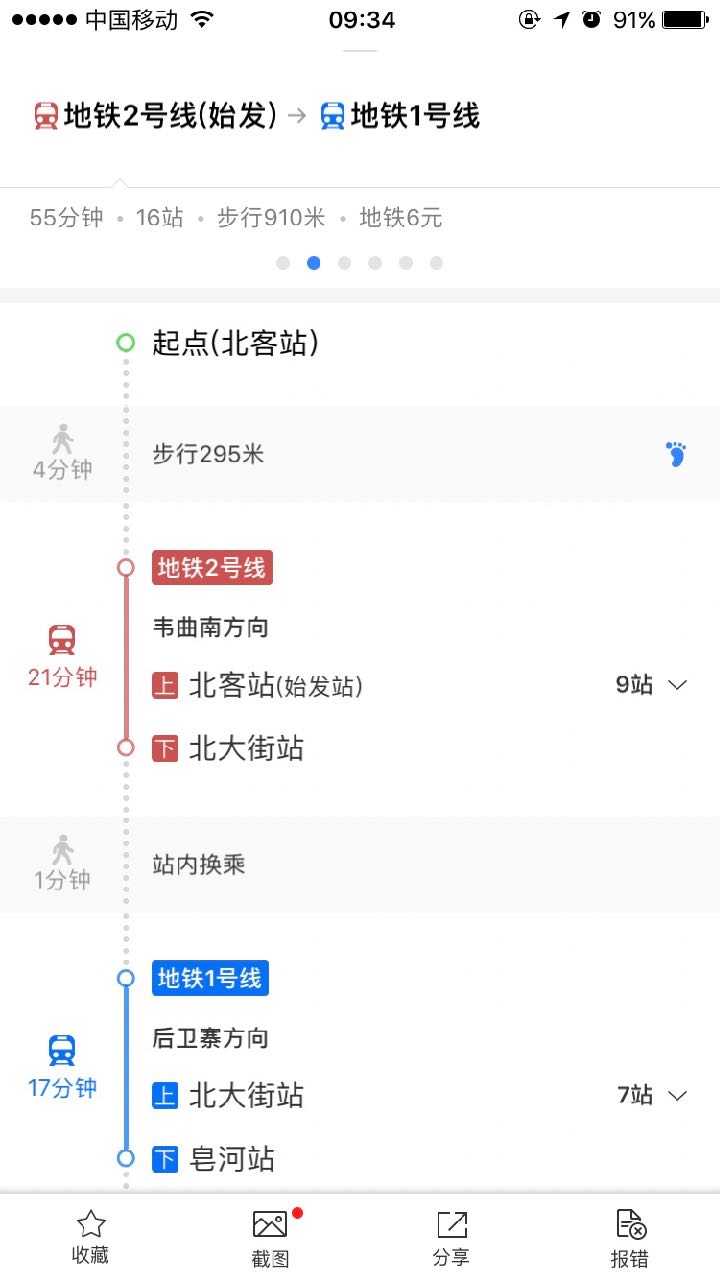 中国移动 09:34 91%
地铁2号线(始发) → 地铁1号线
55分钟 • 16站 • 步行910米 • 地铁6元
起点(北客站)
4分钟 步行295米
地铁2号线
韦曲南方向
21分钟
上 北客站(始发站) 9站
下 北大街站
1分钟 站内换乘
地铁1号线
后卫寨方向
17分钟
上 北大街站 7站
下 皂河站
收藏 截图 分享 报错